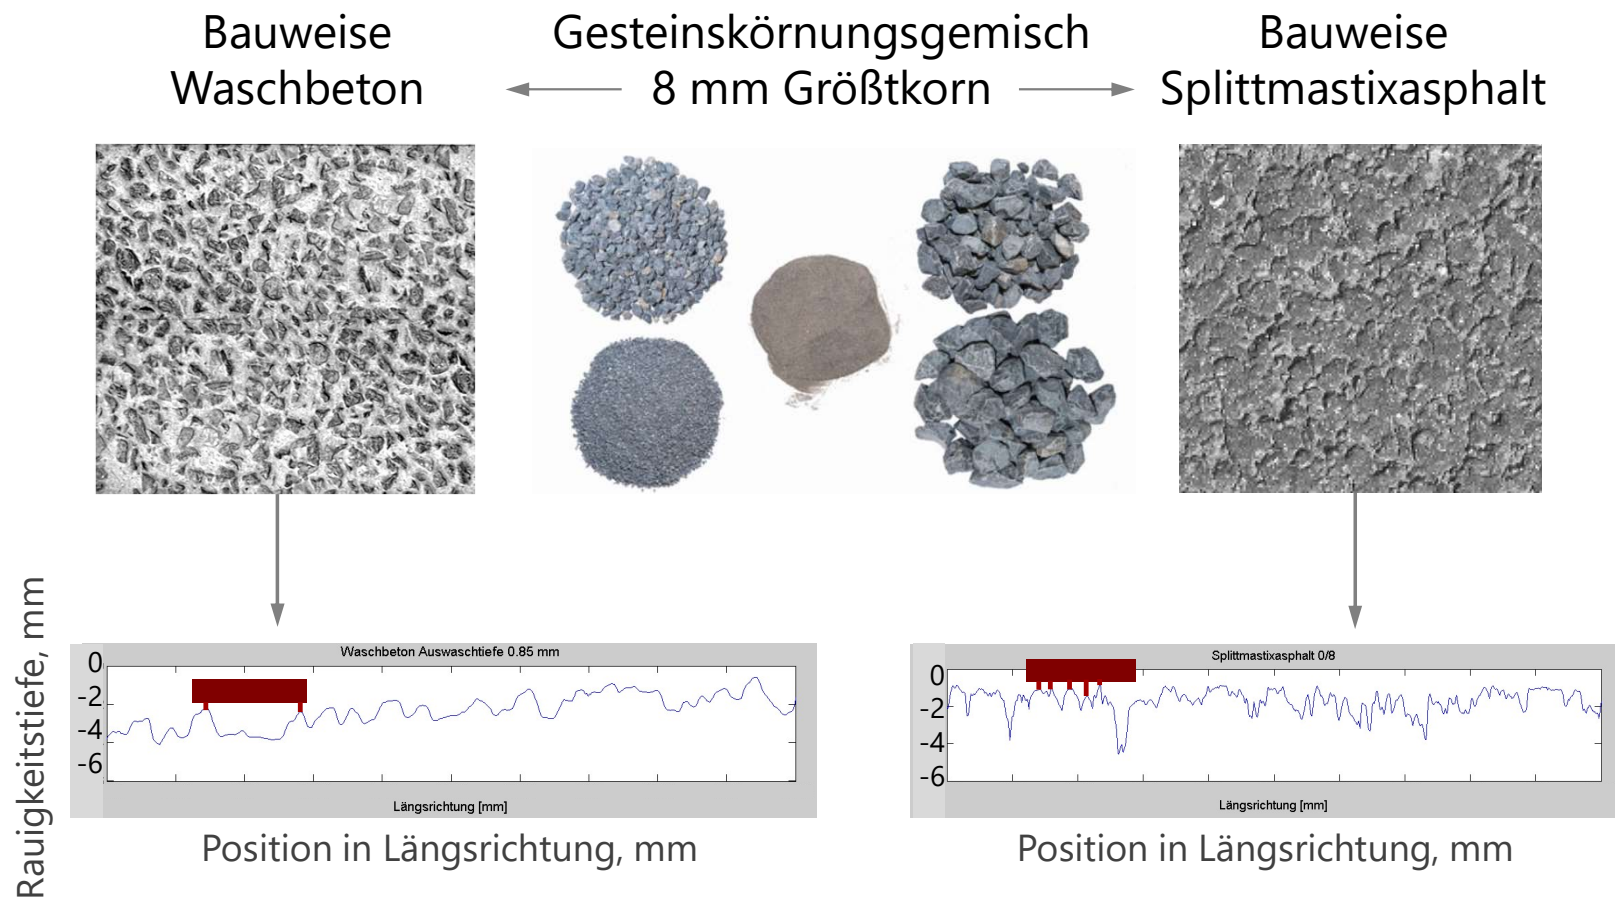 Bauweise
Waschbeton
Gesteinskörnungsgemisch
8 mm Größtkorn
Bauweise
Splittmastixasphalt
Rauigkeitstiefe, mm
Waschbeton Auswaschtiefe 0.85 mm
0
-2
-4
-6
Längsrichtung [mm]
Position in Längsrichtung, mm
Splittmastixasphalt 0/8
0
-2
-4
-6
Längsrichtung [mm]
Position in Längsrichtung, mm